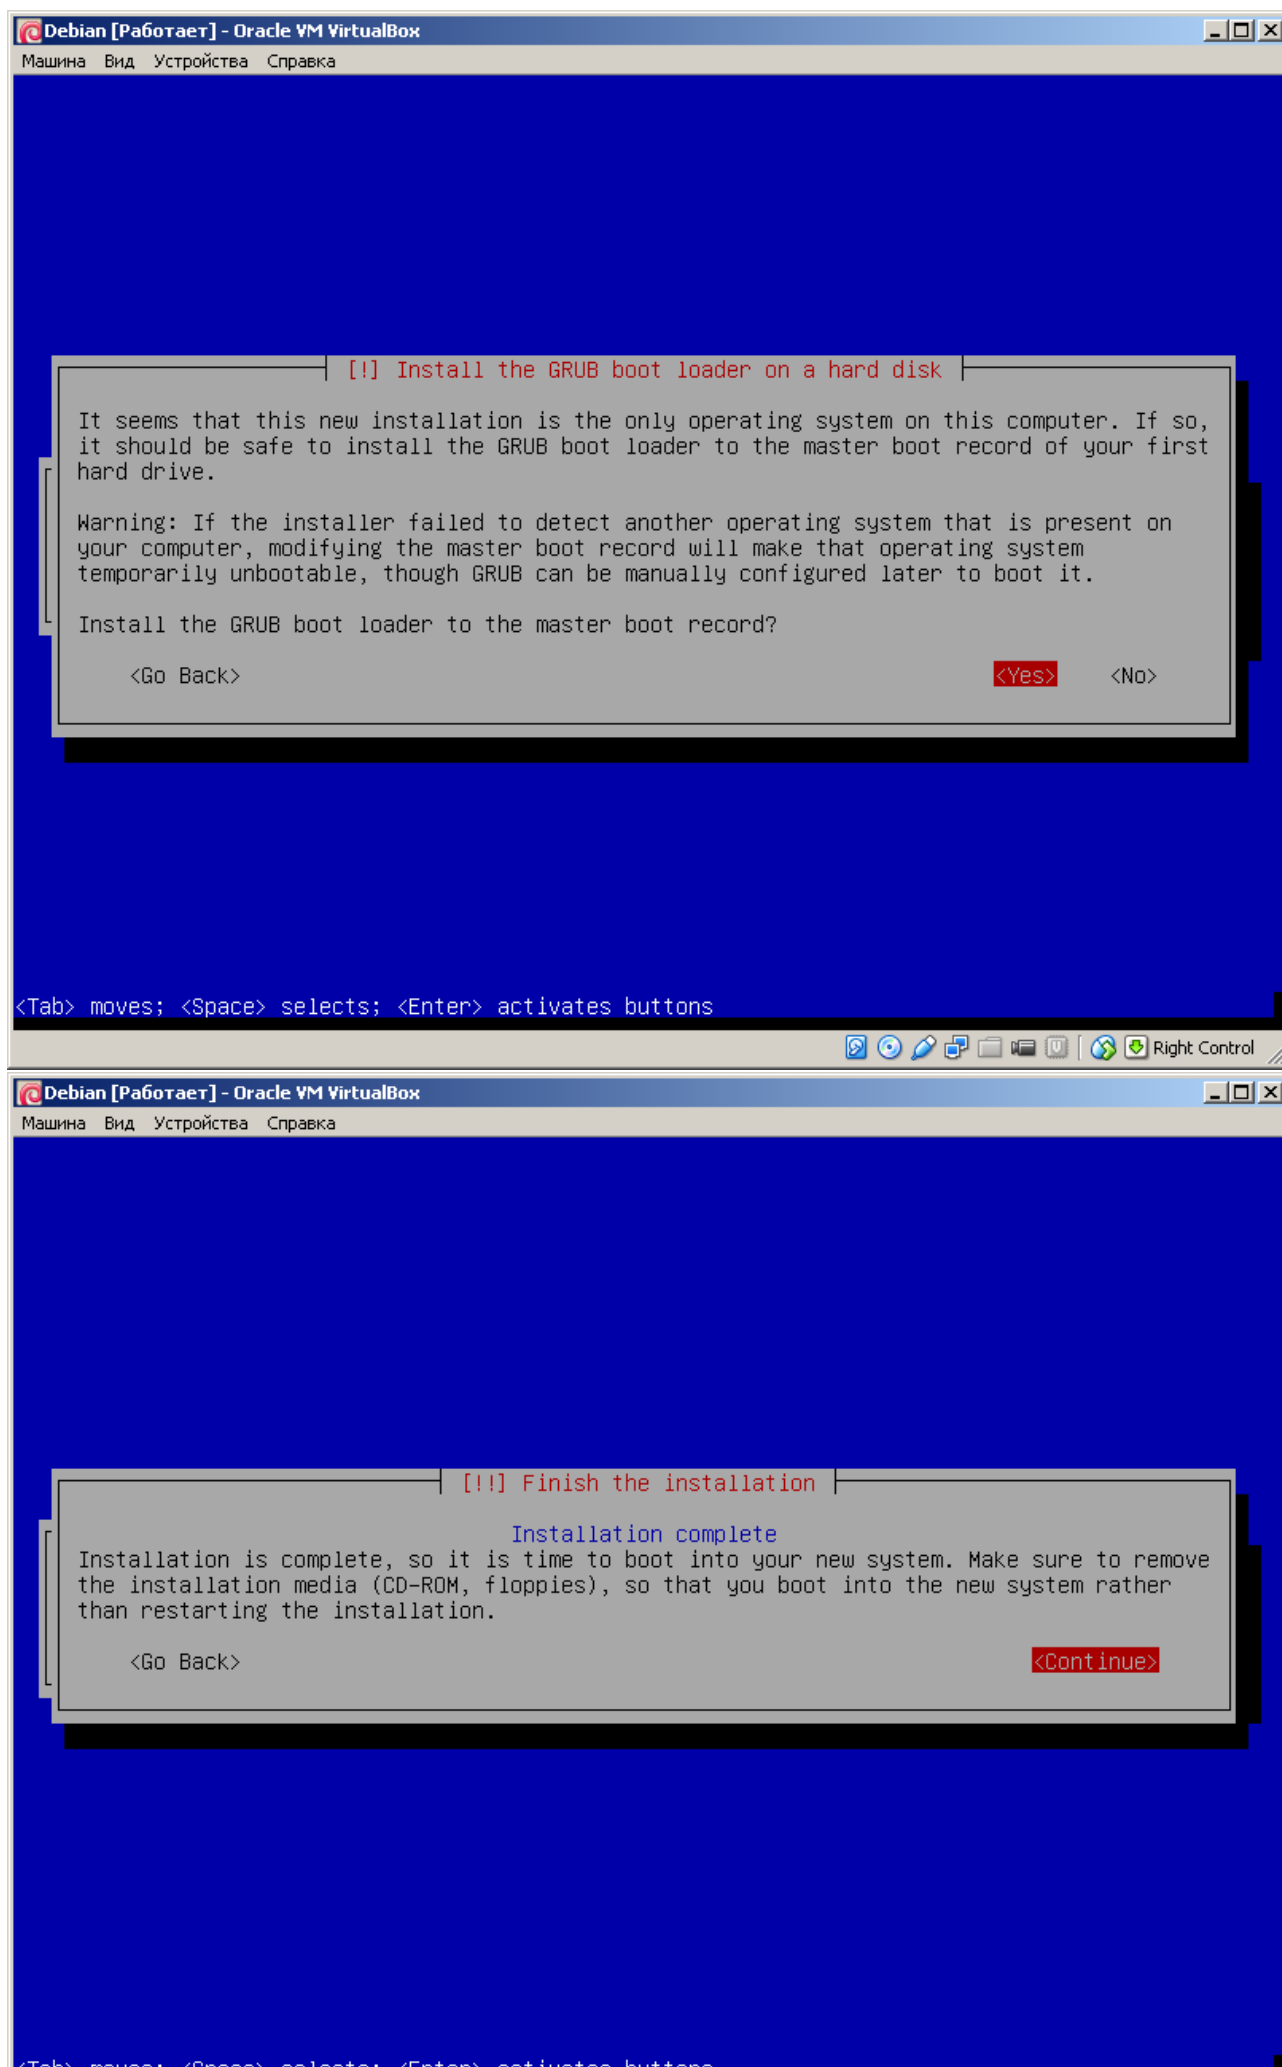 Debian [Работает] - Oracle VM VirtualBox
Машина Вид Устройства Справка
[!] Install the GRUB boot loader on a hard disk
It seems that this new installation is the only operating system on this computer. If so,
it should be safe to install the GRUB boot loader to the master boot record of your first
hard drive.
Warning: If the installer failed to detect another operating system that is present on
your computer, modifying the master boot record will make that operating system
temporarily unbootable, though GRUB can be manually configured later to boot it.
Install the GRUB boot loader to the master boot record?
<Go Back> <Yes> <No>
<Tab> moves; <Space> selects; <Enter> activates buttons
Right Control
Debian [Работает] - Oracle VM VirtualBox
Машина Вид Устройства Справка
[!!] Finish the installation
Installation complete
Installation is complete, so it is time to boot into your new system. Make sure to remove
the installation media (CD-ROM, floppies), so that you boot into the new system rather
than restarting the installation.
<Go Back> <Continue>
<Tab> moves; <Space> selects; <Enter> activates buttons